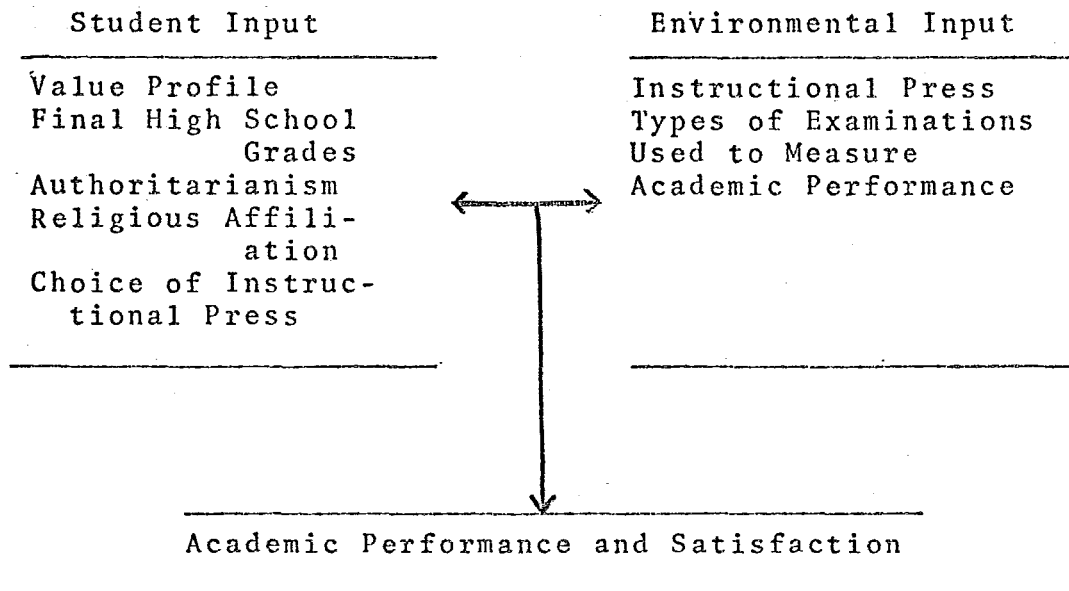 Student Input
Value Profile
Final High School
Grades
Authoritarianism
Religious Affili-
ation
Choice of Instruc-
tional Press
Environmental Input
Instructional Press
Types of Examinations
Used to Measure
Academic Performance
Academic Performance and Satisfaction